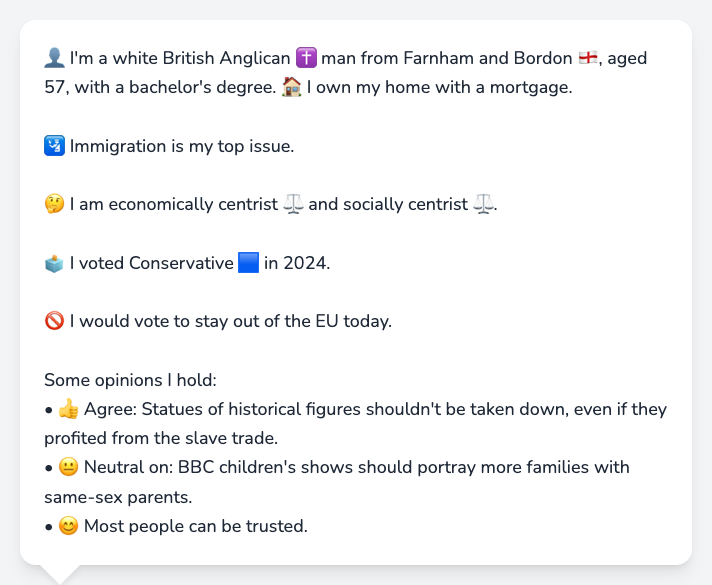 👤 I'm a white British Anglican ✝️ man from Farnham and Bordon 🏴󠁧󠁢󠁥󠁮󠁧󠁿, aged
57, with a bachelor's degree. 🏠 I own my home with a mortgage.
🛂 Immigration is my top issue.
🤔 I am economically centrist ⚖️ and socially centrist ⚖️.
🗳️ I voted Conservative 🟦 in 2024.
🚫 I would vote to stay out of the EU today.
Some opinions I hold:
• 👍 Agree: Statues of historical figures shouldn't be taken down, even if they
profited from the slave trade.
• 😐 Neutral on: BBC children's shows should portray more families with
same-sex parents.
• 😊 Most people can be trusted.